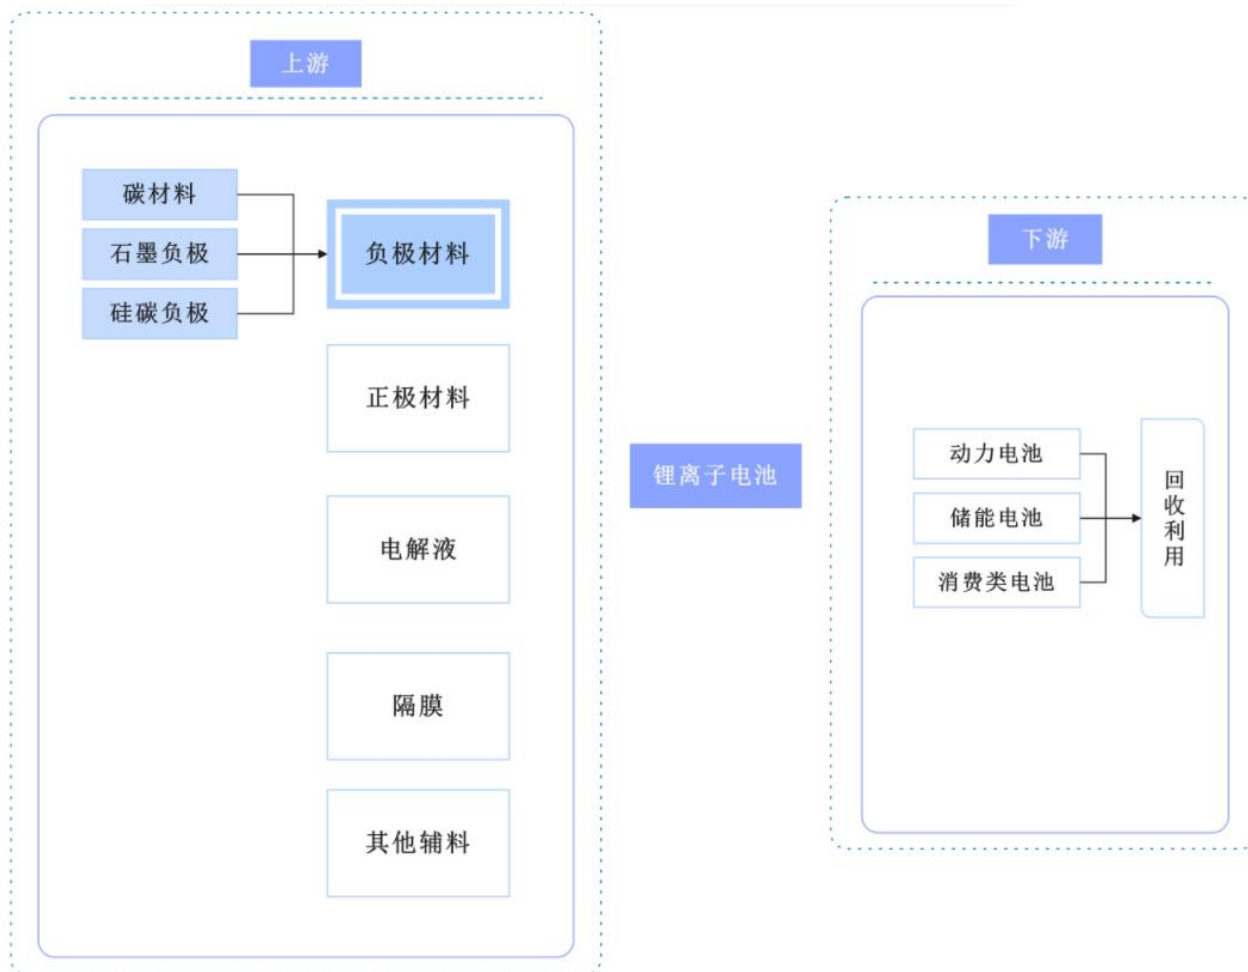 上游
碳材料
石墨负极
硅碳负极
负极材料
正极材料
电解液
隔膜
其他辅料
锂离子电池
下游
动力电池
储能电池
消费类电池
回收利用